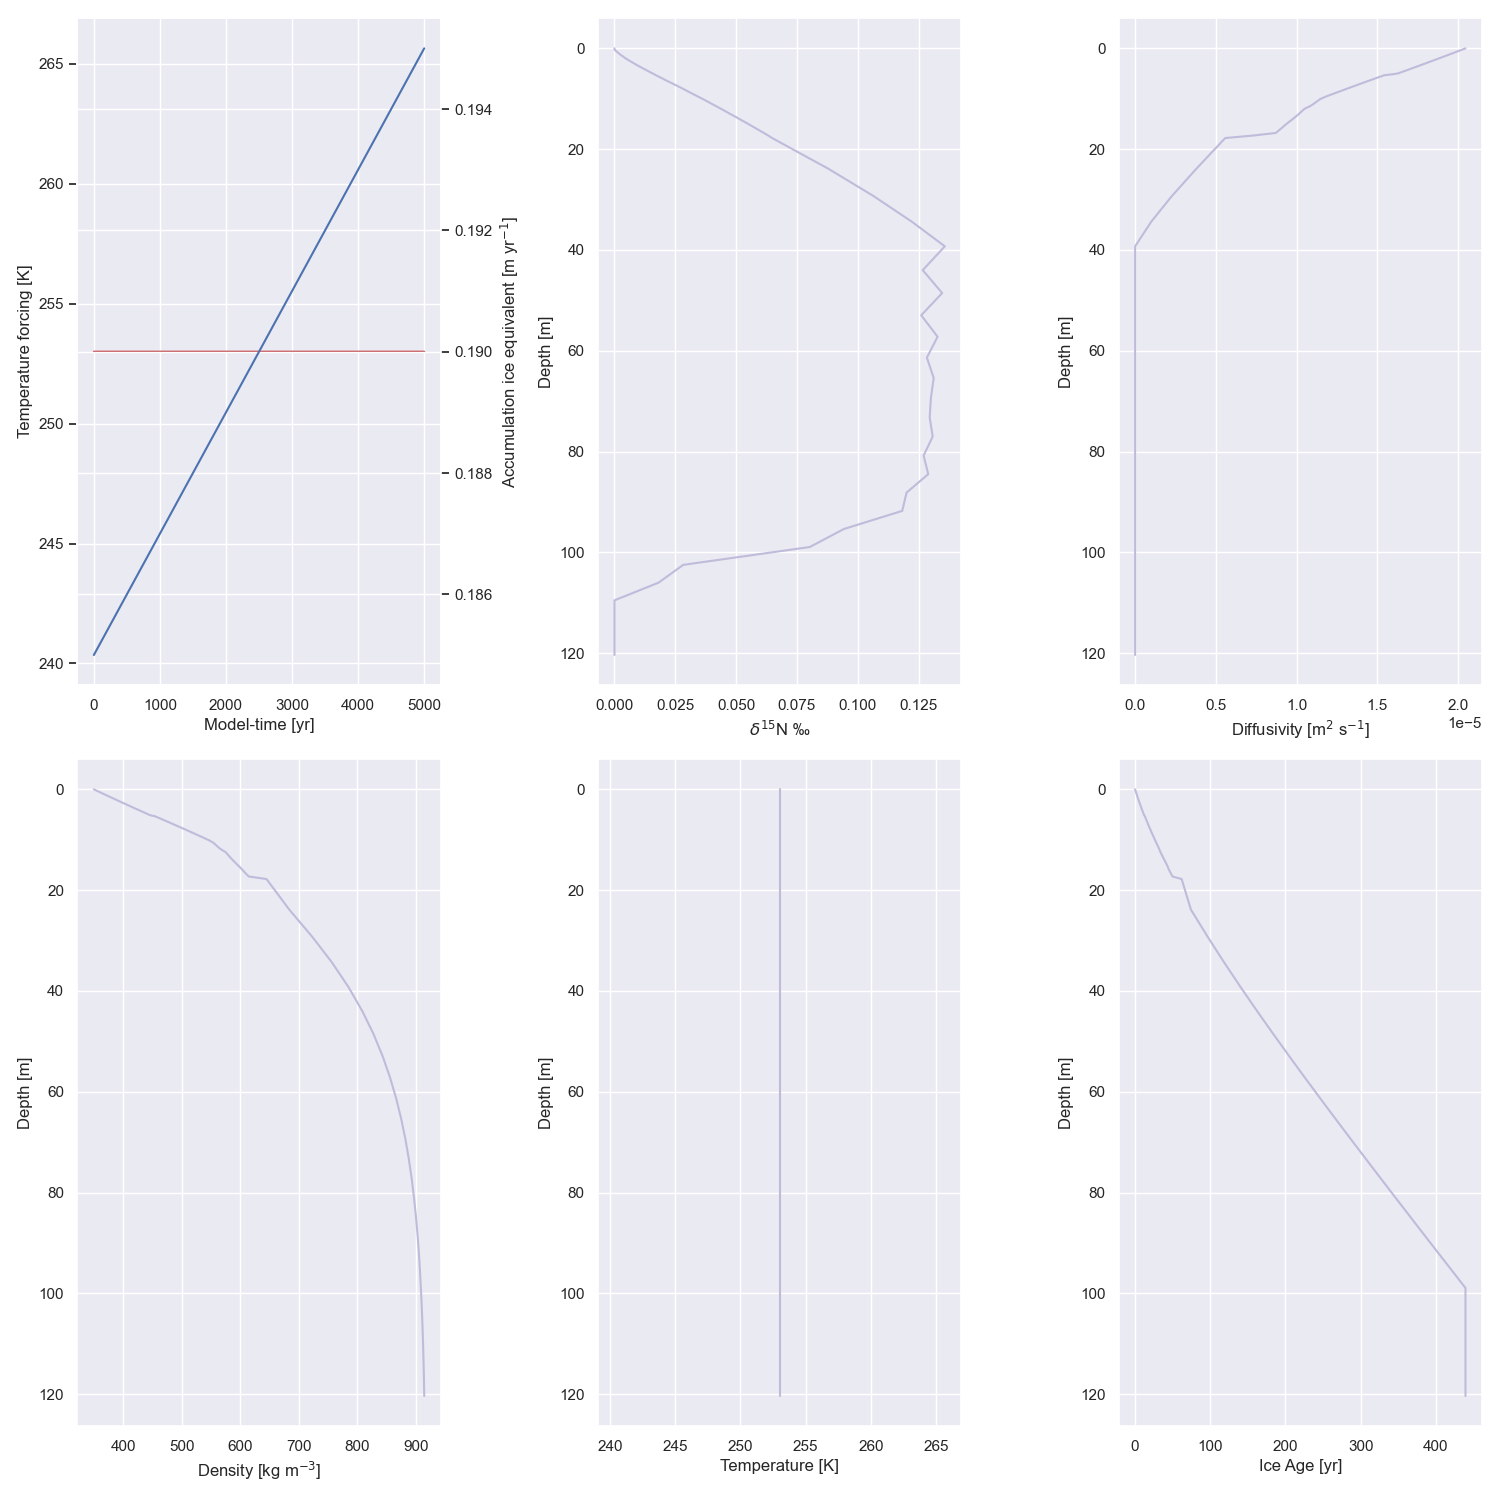 265
260
255
250
245
240
Temperature forcing [K]
0.194
0.192
0.190
0.188
0.186
Accumulation ice equivalent [m yr⁻¹]
0 1000 2000 3000 4000 5000
Model-time [yr]
0
20
40
60
80
100
120
Depth [m]
0.000 0.025 0.050 0.075 0.100 0.125
δ¹⁵N ‰
0
20
40
60
80
100
120
Depth [m]
0.0 0.5 1.0 1.5 2.0
1e−5
Diffusivity [m² s⁻¹]
0
20
40
60
80
100
120
Depth [m]
400 500 600 700 800 900
Density [kg m⁻³]
0
20
40
60
80
100
120
Depth [m]
240 245 250 255 260 265
Temperature [K]
0
20
40
60
80
100
120
Depth [m]
0 100 200 300 400
Ice Age [yr]